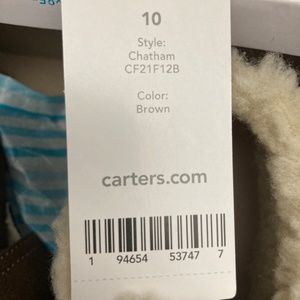 10
Style:
Chatham
CF21F12B
Color:
Brown
carters.com
1 94654 53747 7